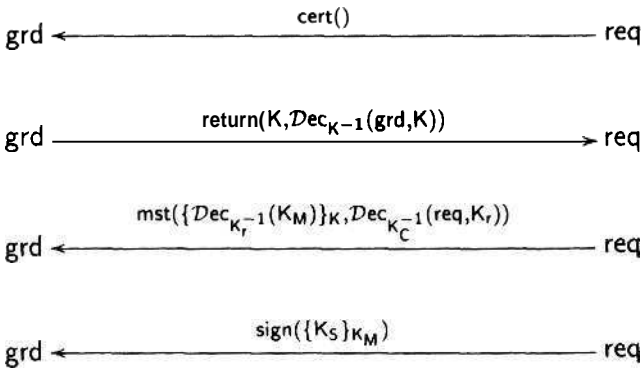 cert()
grd req
return(K,𝒟ec_{K−1}(grd,K))
grd req
mst({𝒟ec_{K_r^{−1}}(K_M)}_K,𝒟ec_{K_C^{−1}}(req,K_r))
grd req
sign({K_S}_{K_M})
grd req